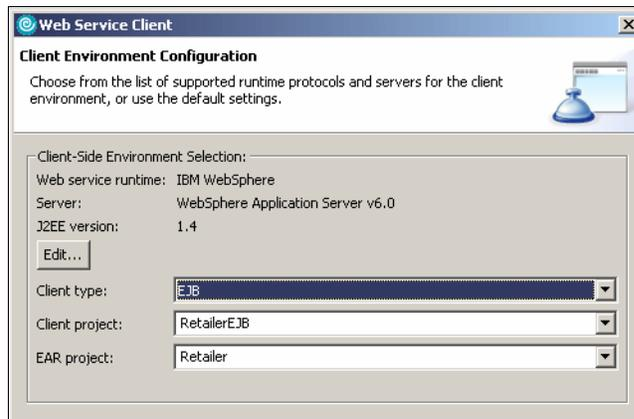 Web Service Client
Client Environment Configuration
Choose from the list of supported runtime protocols and servers for the client
environment, or use the default settings.
Client-Side Environment Selection:
Web service runtime: IBM WebSphere
Server: WebSphere Application Server v6.0
J2EE version: 1.4
Edit...
Client type: EJB
Client project: RetailerEJB
EAR project: Retailer